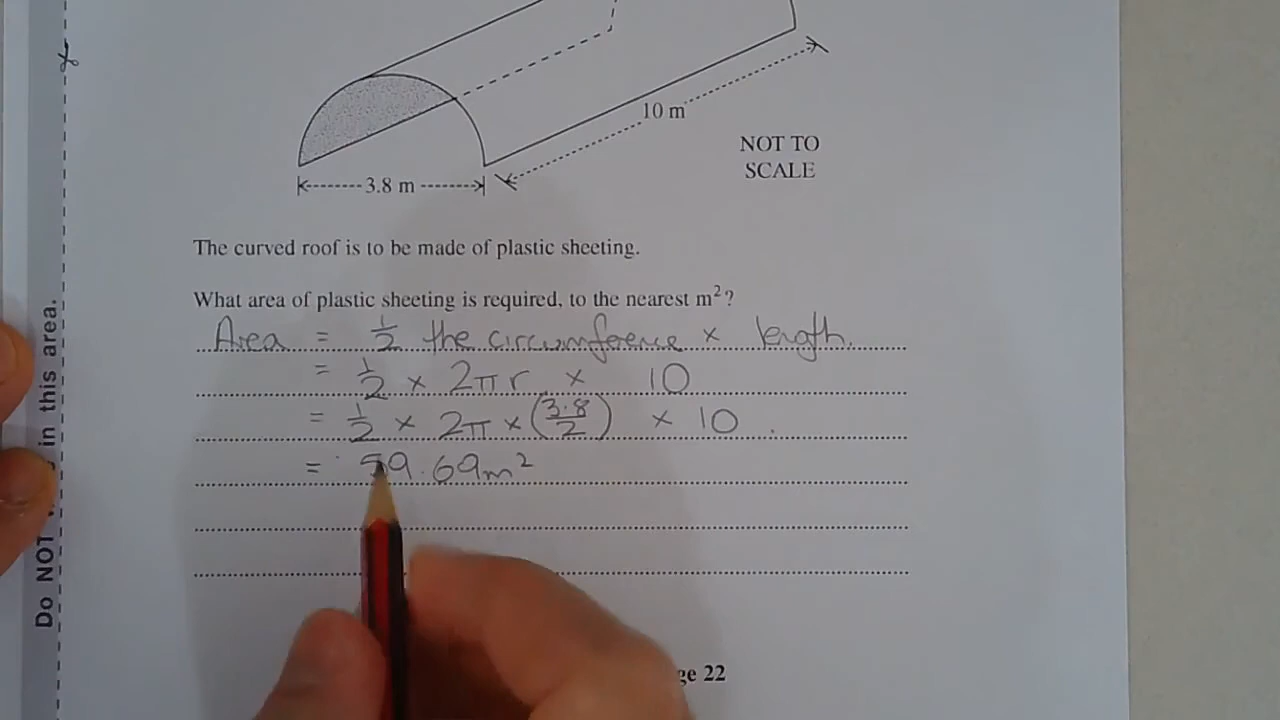 10 m
NOT TO
SCALE
3.8 m
The curved roof is to be made of plastic sheeting.
What area of plastic sheeting is required, to the nearest m²?
Area = ½ the circumference × length.
= ½ × 2πr × 10
= ½ × 2π × (3.8/2) × 10
= 59.69m²
Do NOT in this area.
22